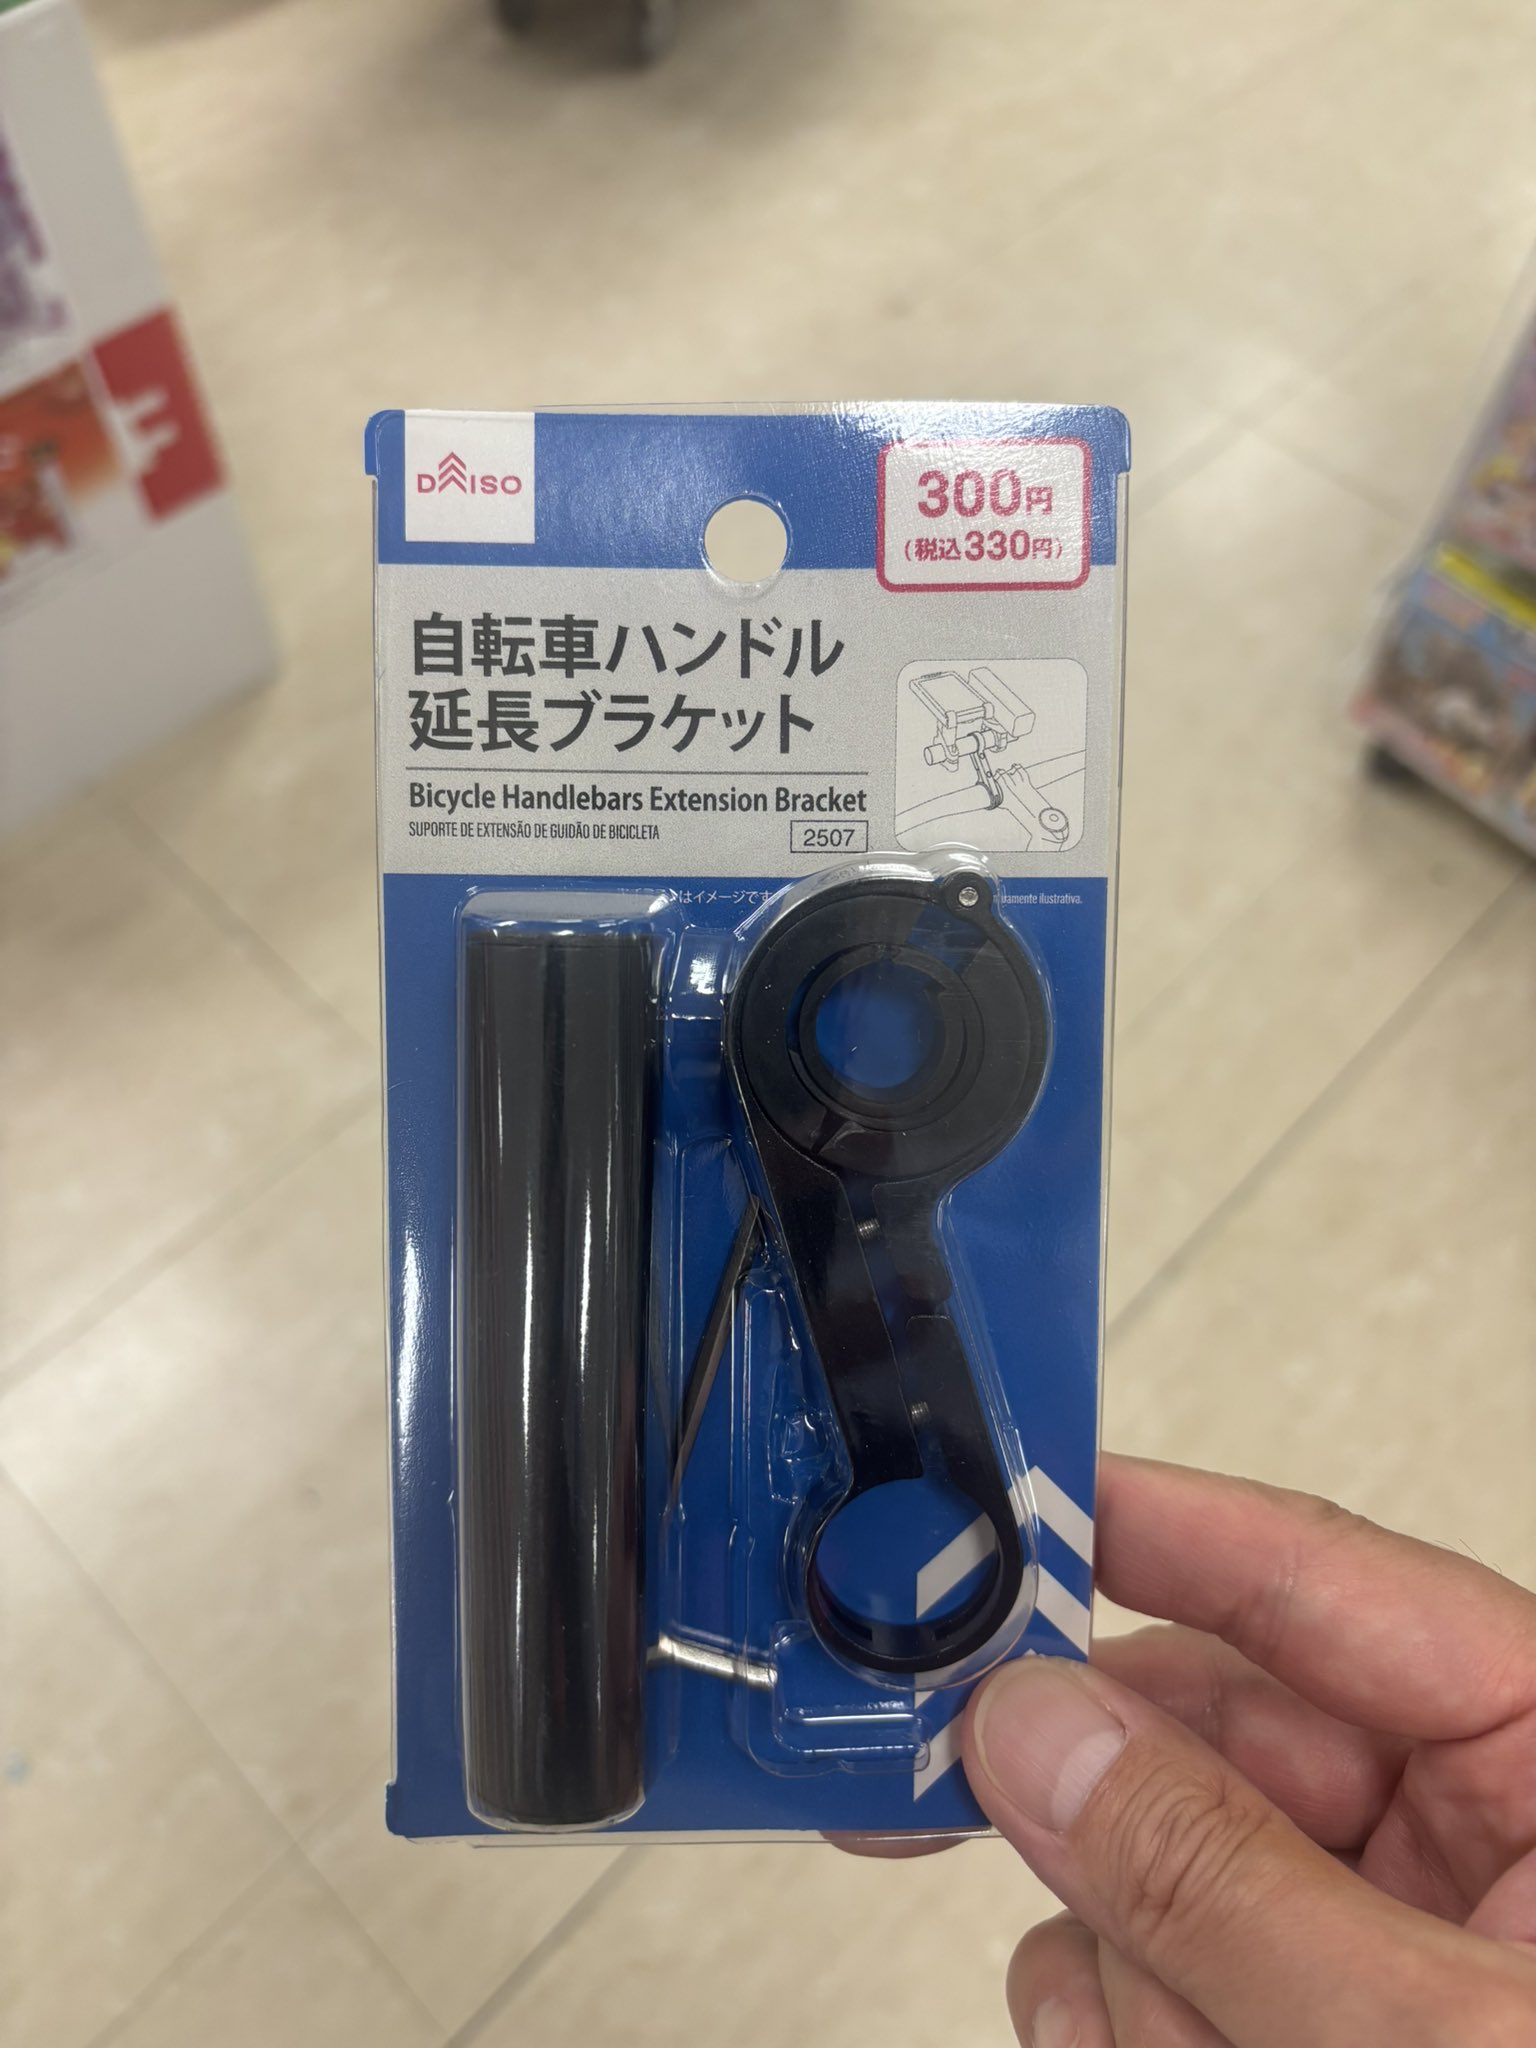 DAISO
300円
(税込330円)
自転車ハンドル
延長ブラケット
Bicycle Handlebars Extension Bracket
SUPORTE DE EXTENSÃO DE GUIDÃO DE BICICLETA
2507
はイメージです
ilustrativa.